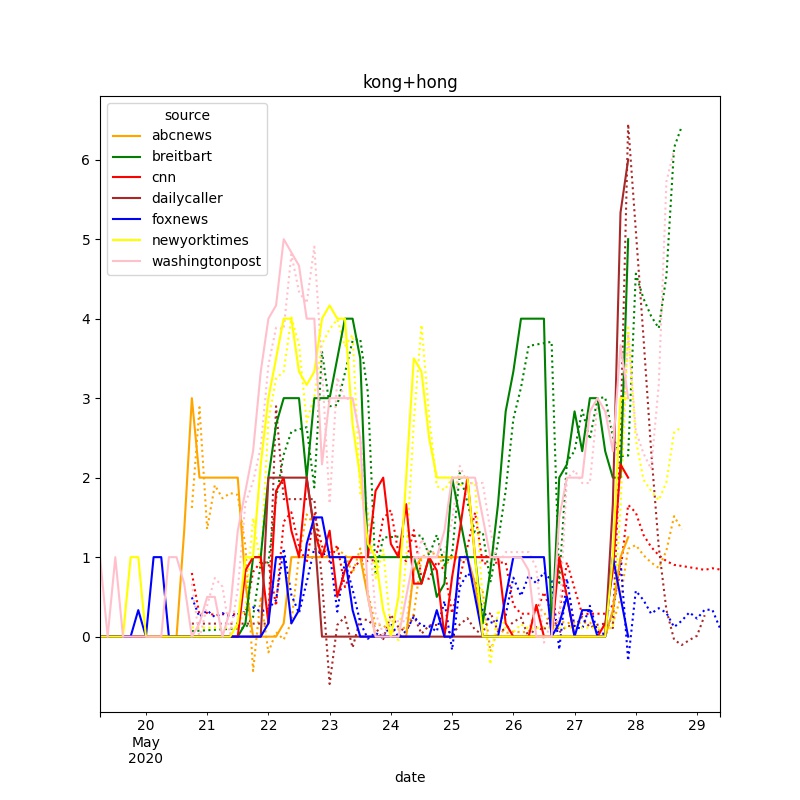 kong+hong
source
abcnews
breitbart
cnn
dailycaller
foxnews
newyorktimes
washingtonpost
6
5
4
3
2
1
0
20 21 22 23 24 25 26 27 28 29
May
2020
date